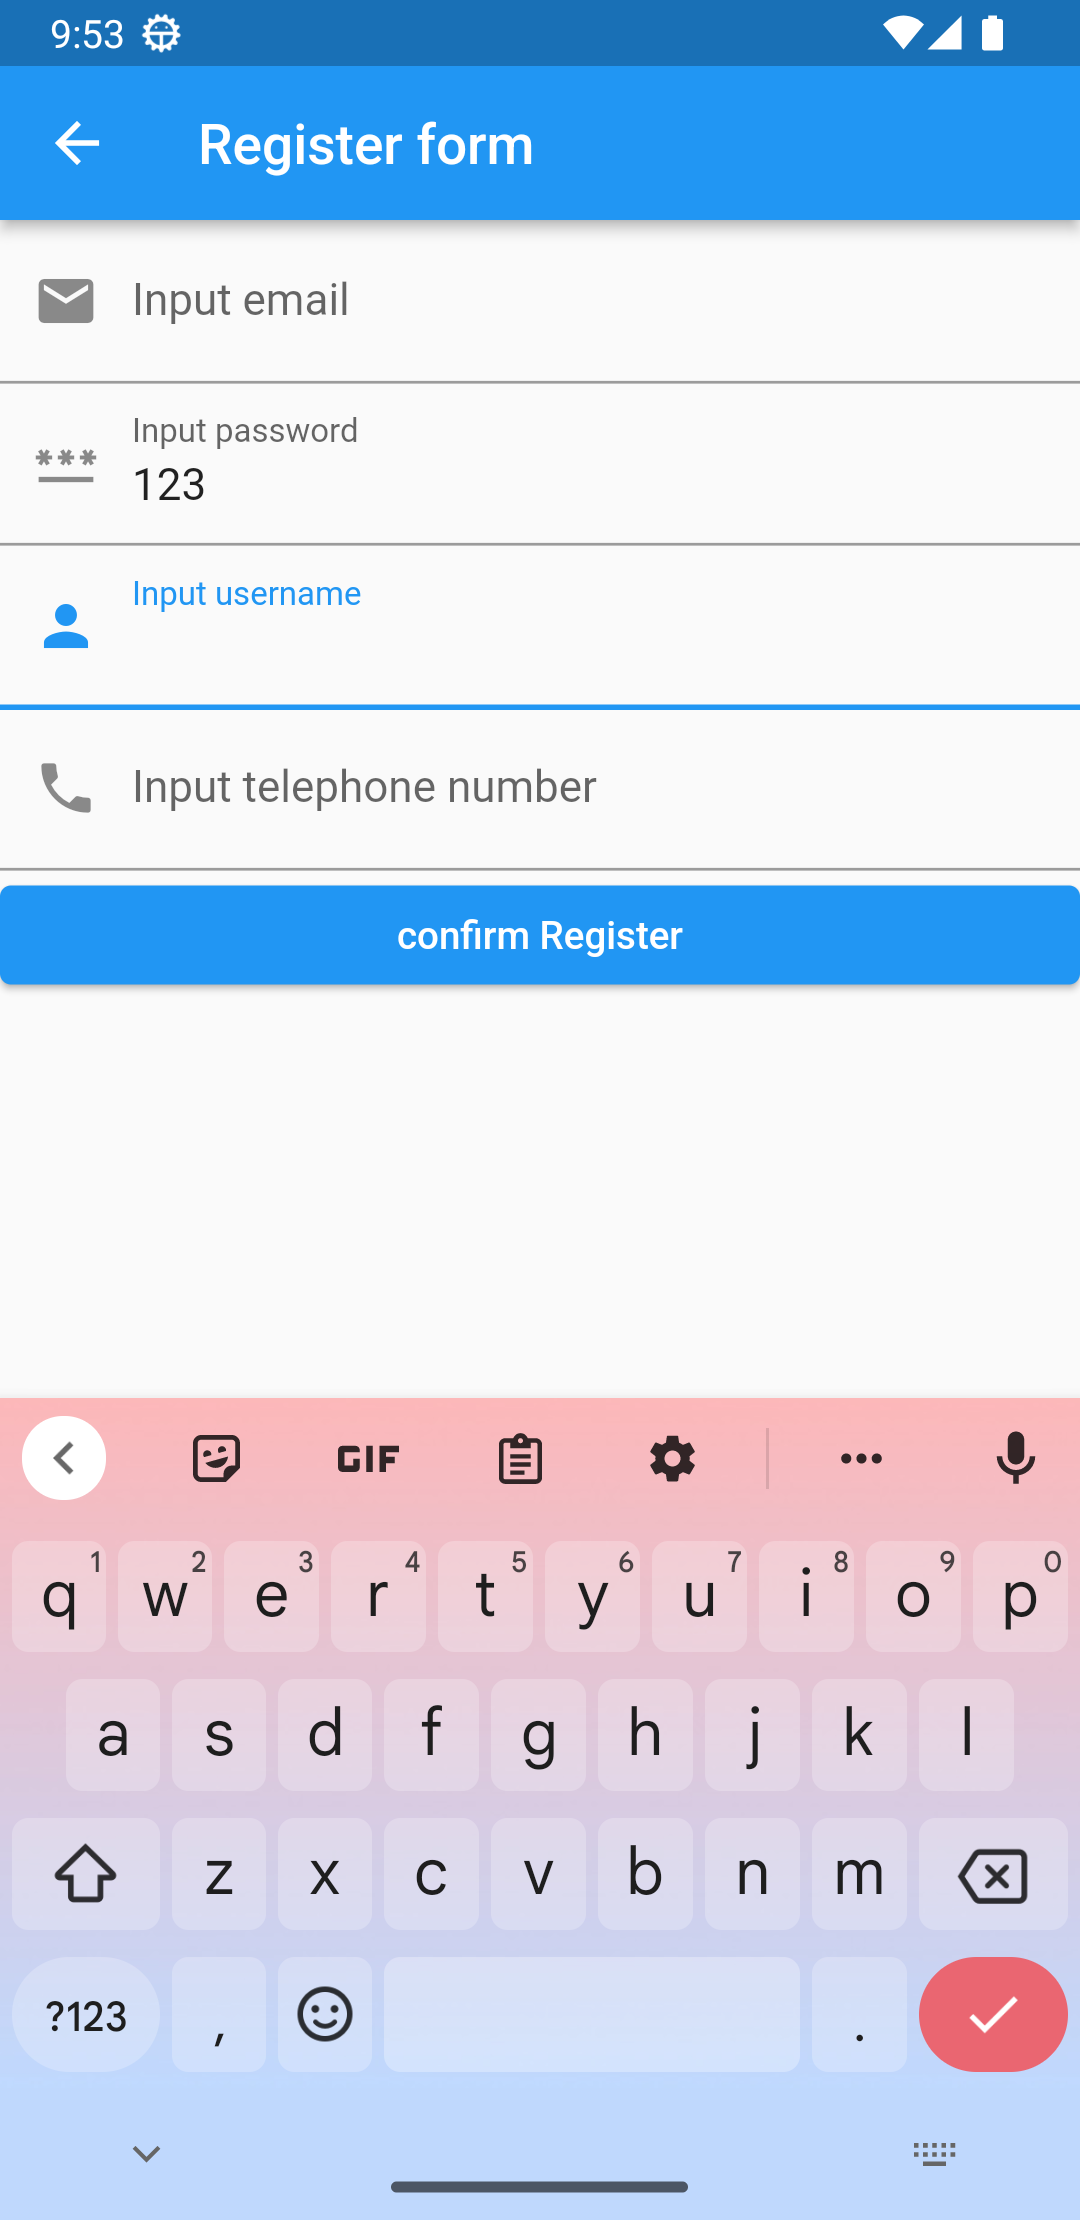 9:53
Register form
Input email
Input password
123
Input username
Input telephone number
confirm Register
GIF
q 1 w 2 e 3 r 4 t 5 y 6 u 7 i 8 o 9 p 0
a s d f g h j k l
z x c v b n m
?123 , .